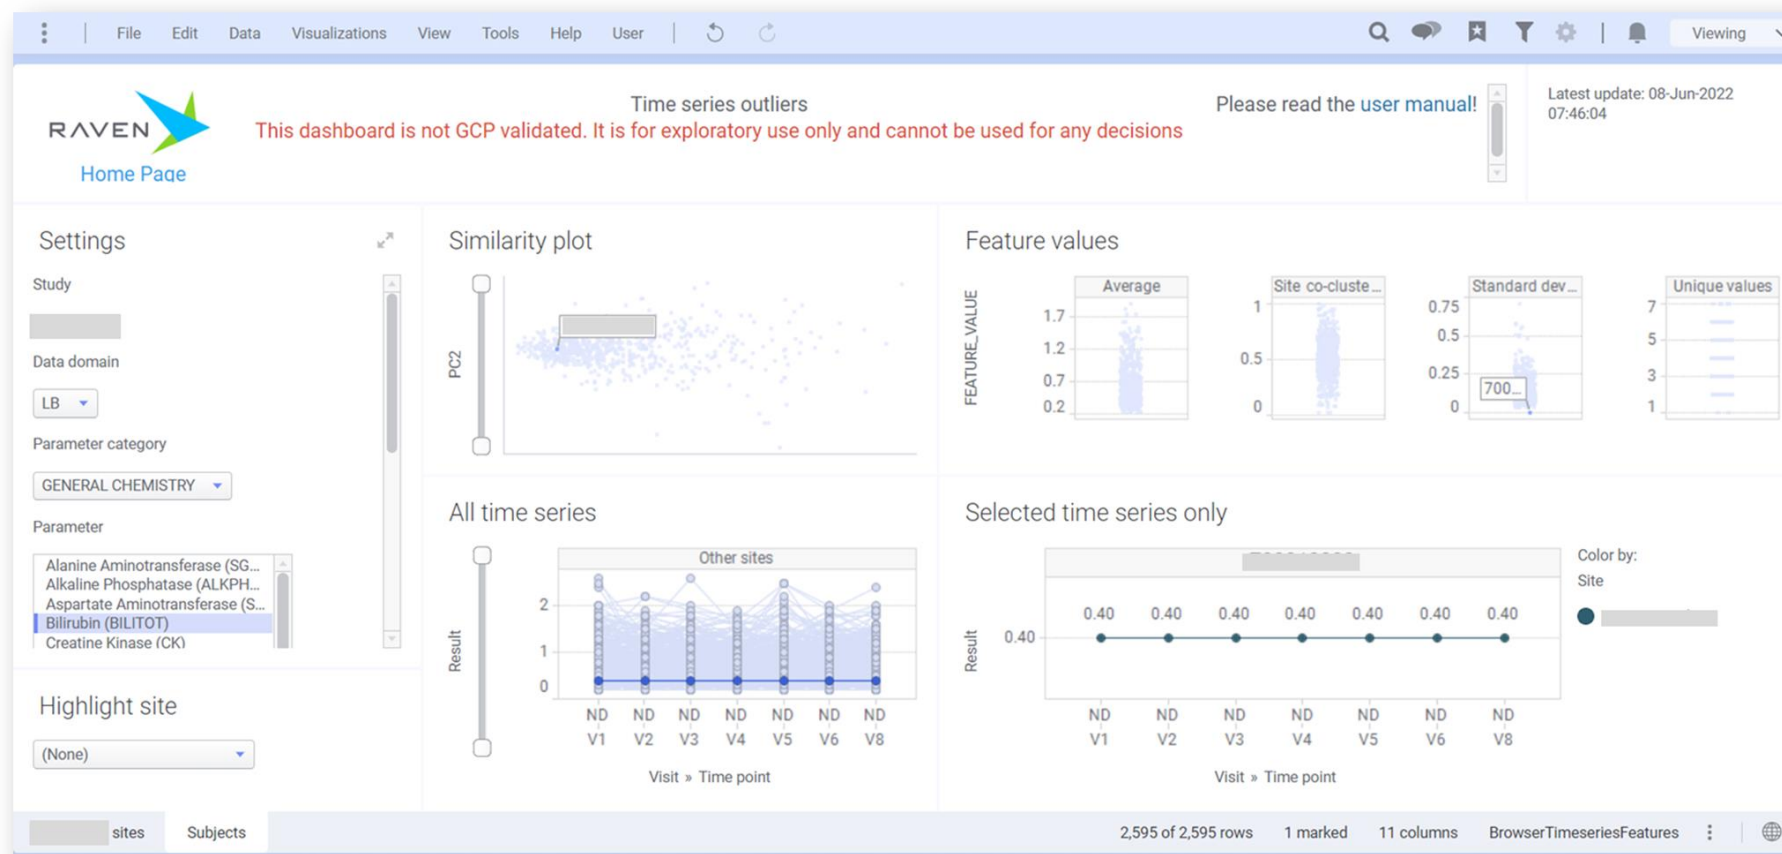 File Edit Data Visualizations View Tools Help User Viewing
RAVEN
Home Page
Time series outliers
This dashboard is not GCP validated. It is for exploratory use only and cannot be used for any decisions
Please read the user manual!
Latest update: 08-Jun-2022
07:46:04
Settings
Study
Data domain
LB
Parameter category
GENERAL CHEMISTRY
Parameter
Alanine Aminotransferase (SG...
Alkaline Phosphatase (ALKPH...
Aspartate Aminotransferase (S...
Bilirubin (BILITOT)
Creatine Kinase (CK)
Highlight site
(None)
Similarity plot
PC2
Feature values
FEATURE_VALUE
Average
1.7
1.2
0.7
0.2
Site co-cluste...
1
0.5
0
Standard dev...
0.75
0.5
0.25
0
700...
Unique values
7
5
3
1
All time series
Other sites
Result
2
1
0
ND ND ND ND ND ND ND
V1 V2 V3 V4 V5 V6 V8
Visit » Time point
Selected time series only
Result
0.40
0.40 0.40 0.40 0.40 0.40 0.40 0.40
ND ND ND ND ND ND ND
V1 V2 V3 V4 V5 V6 V8
Visit » Time point
Color by:
Site
sites Subjects
2,595 of 2,595 rows 1 marked 11 columns BrowserTimeseriesFeatures